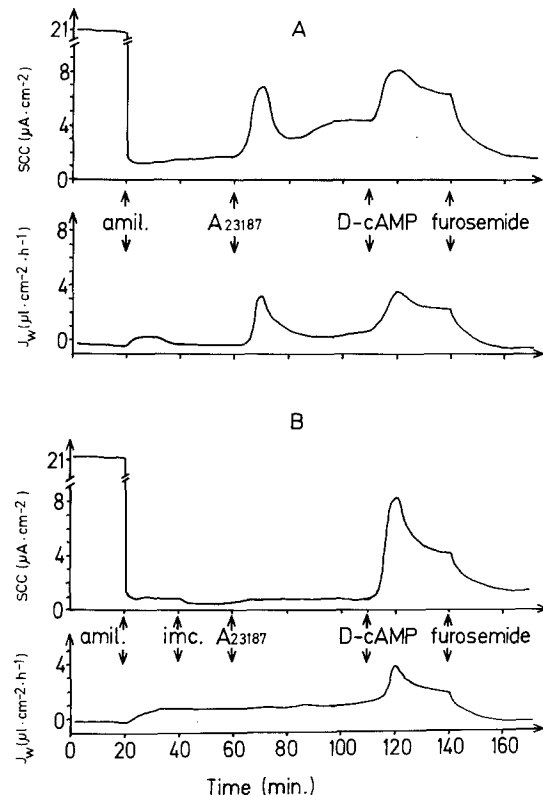 A
21
8
4
0
SCC (μA·cm-2)
amil. A23187 D-cAMP furosemide
4
0
Jw (μl·cm-2·h-1)
B
21
8
4
0
SCC (μA·cm-2)
amil. imc. A23187 D-cAMP furosemide
4
0
Jw (μl·cm-2·h-1)
0 20 40 60 80 100 120 140 160
Time (min.)